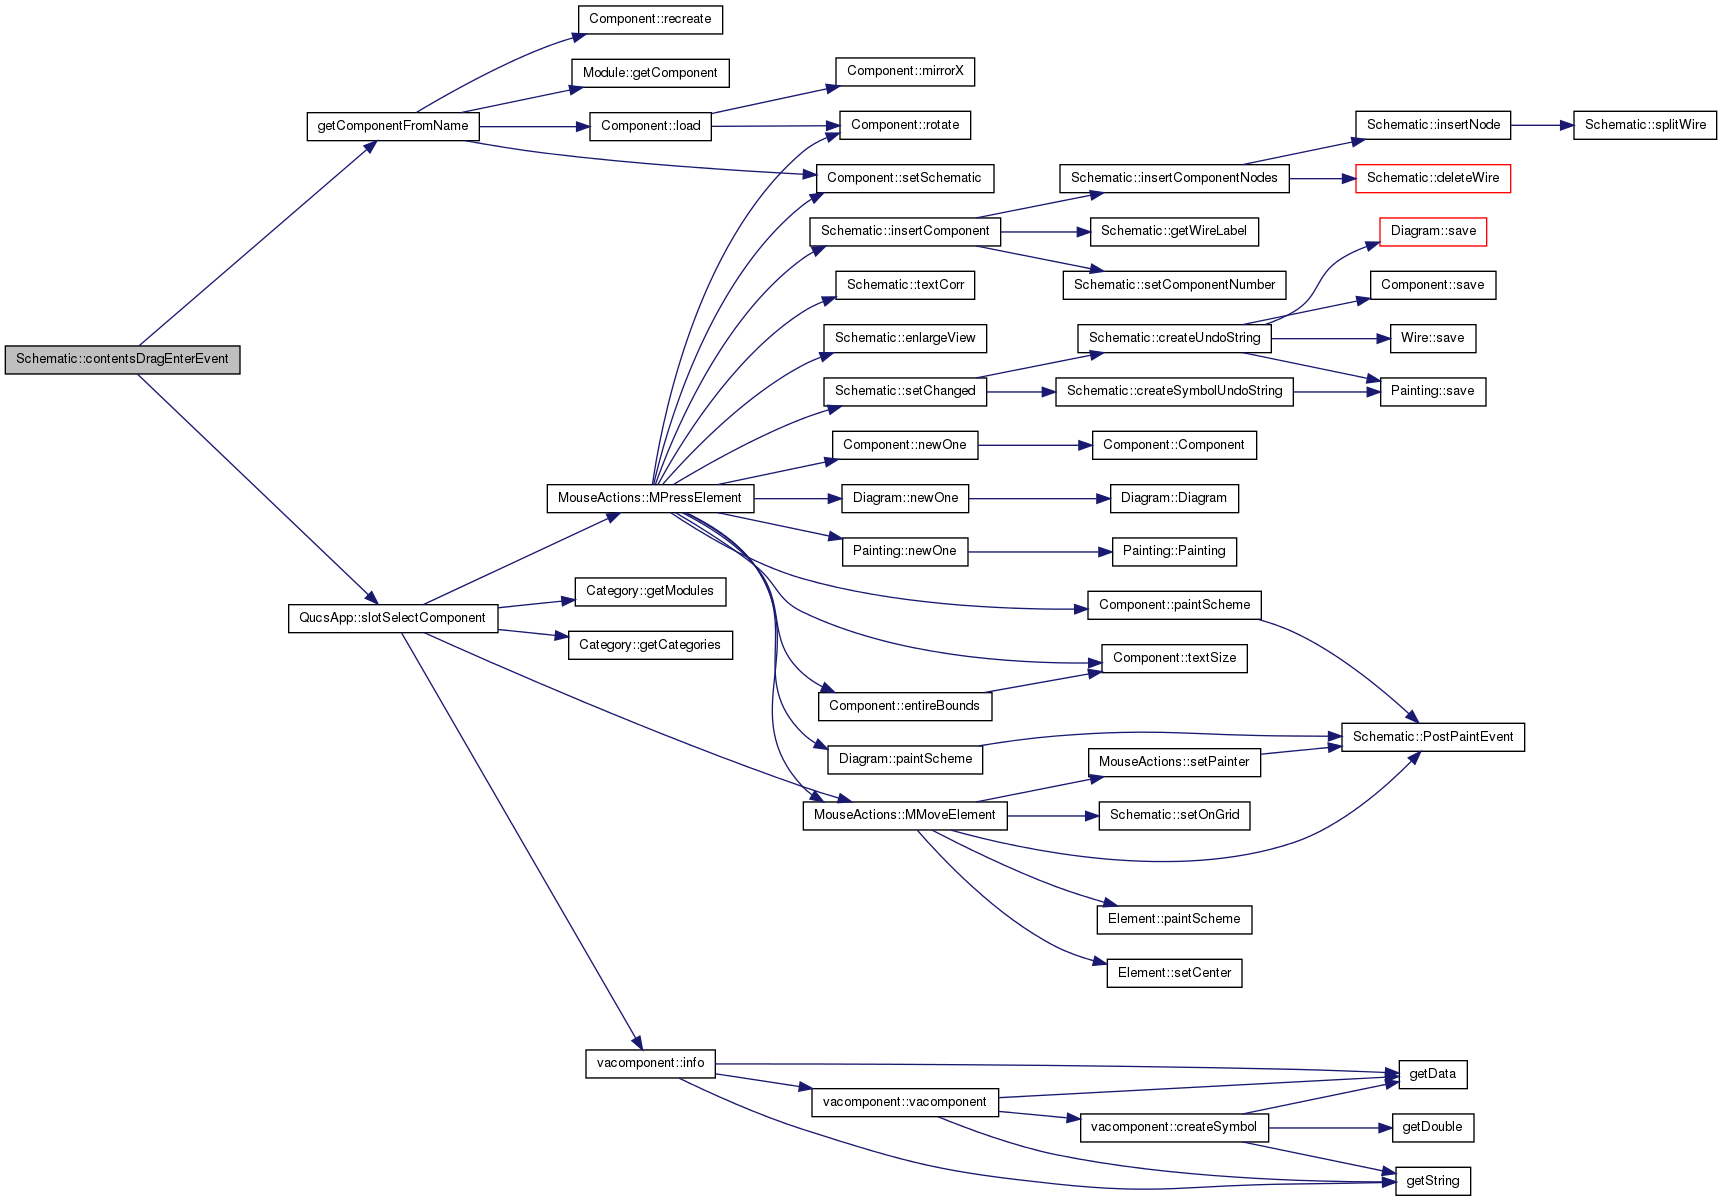 Component::recreate
Module::getComponent
Component::mirrorX
getComponentFromName
Component::load
Component::rotate
Schematic::insertNode
Schematic::splitWire
Component::setSchematic
Schematic::insertComponentNodes
Schematic::deleteWire
Schematic::insertComponent
Schematic::getWireLabel
Diagram::save
Schematic::textCorr
Schematic::setComponentNumber
Component::save
Schematic::contentsDragEnterEvent
Schematic::enlargeView
Schematic::createUndoString
Wire::save
Schematic::setChanged
Schematic::createSymbolUndoString
Painting::save
Component::newOne
Component::Component
MouseActions::MPressElement
Diagram::newOne
Diagram::Diagram
Painting::newOne
Painting::Painting
Category::getModules
Component::paintScheme
QucsApp::slotSelectComponent
Category::getCategories
Component::textSize
Component::entireBounds
Schematic::PostPaintEvent
Diagram::paintScheme
MouseActions::setPainter
MouseActions::MMoveElement
Schematic::setOnGrid
Element::paintScheme
Element::setCenter
vacomponent::info
getData
vacomponent::vacomponent
vacomponent::createSymbol
getDouble
getString